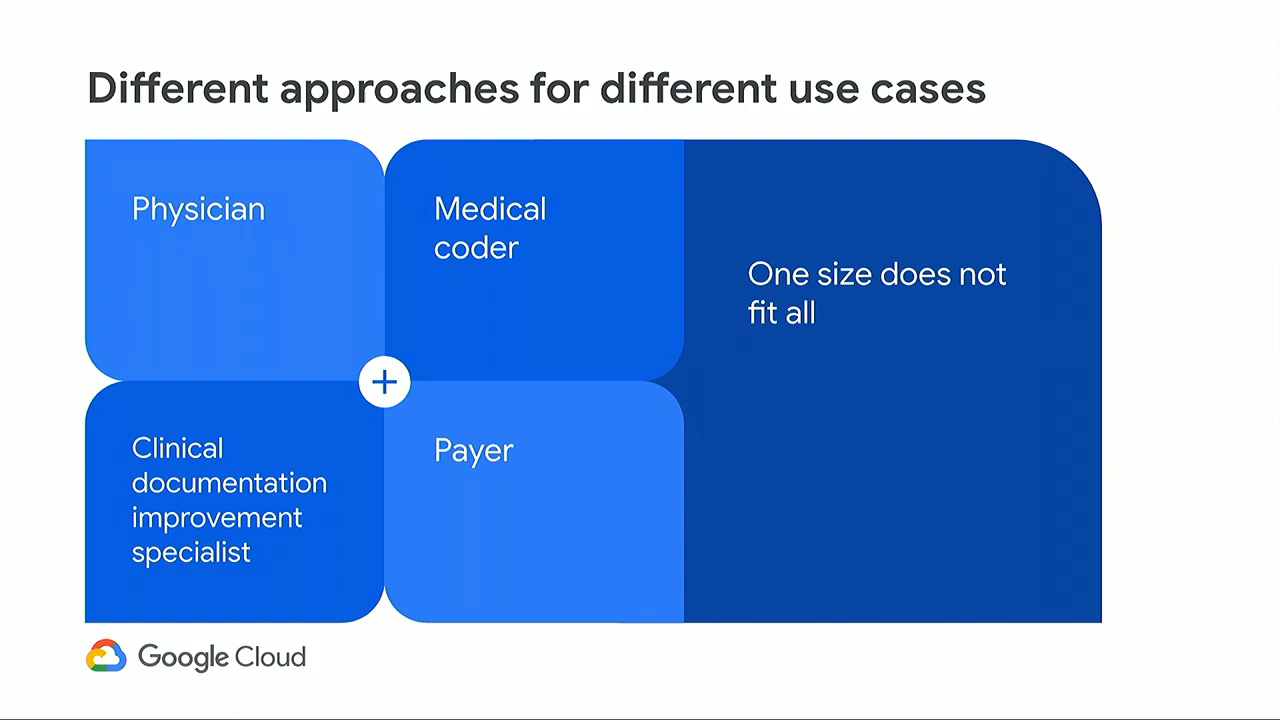 Different approaches for different use cases
Physician
Medical
coder
One size does not
fit all
Clinical
documentation
improvement
specialist
Payer
Google Cloud